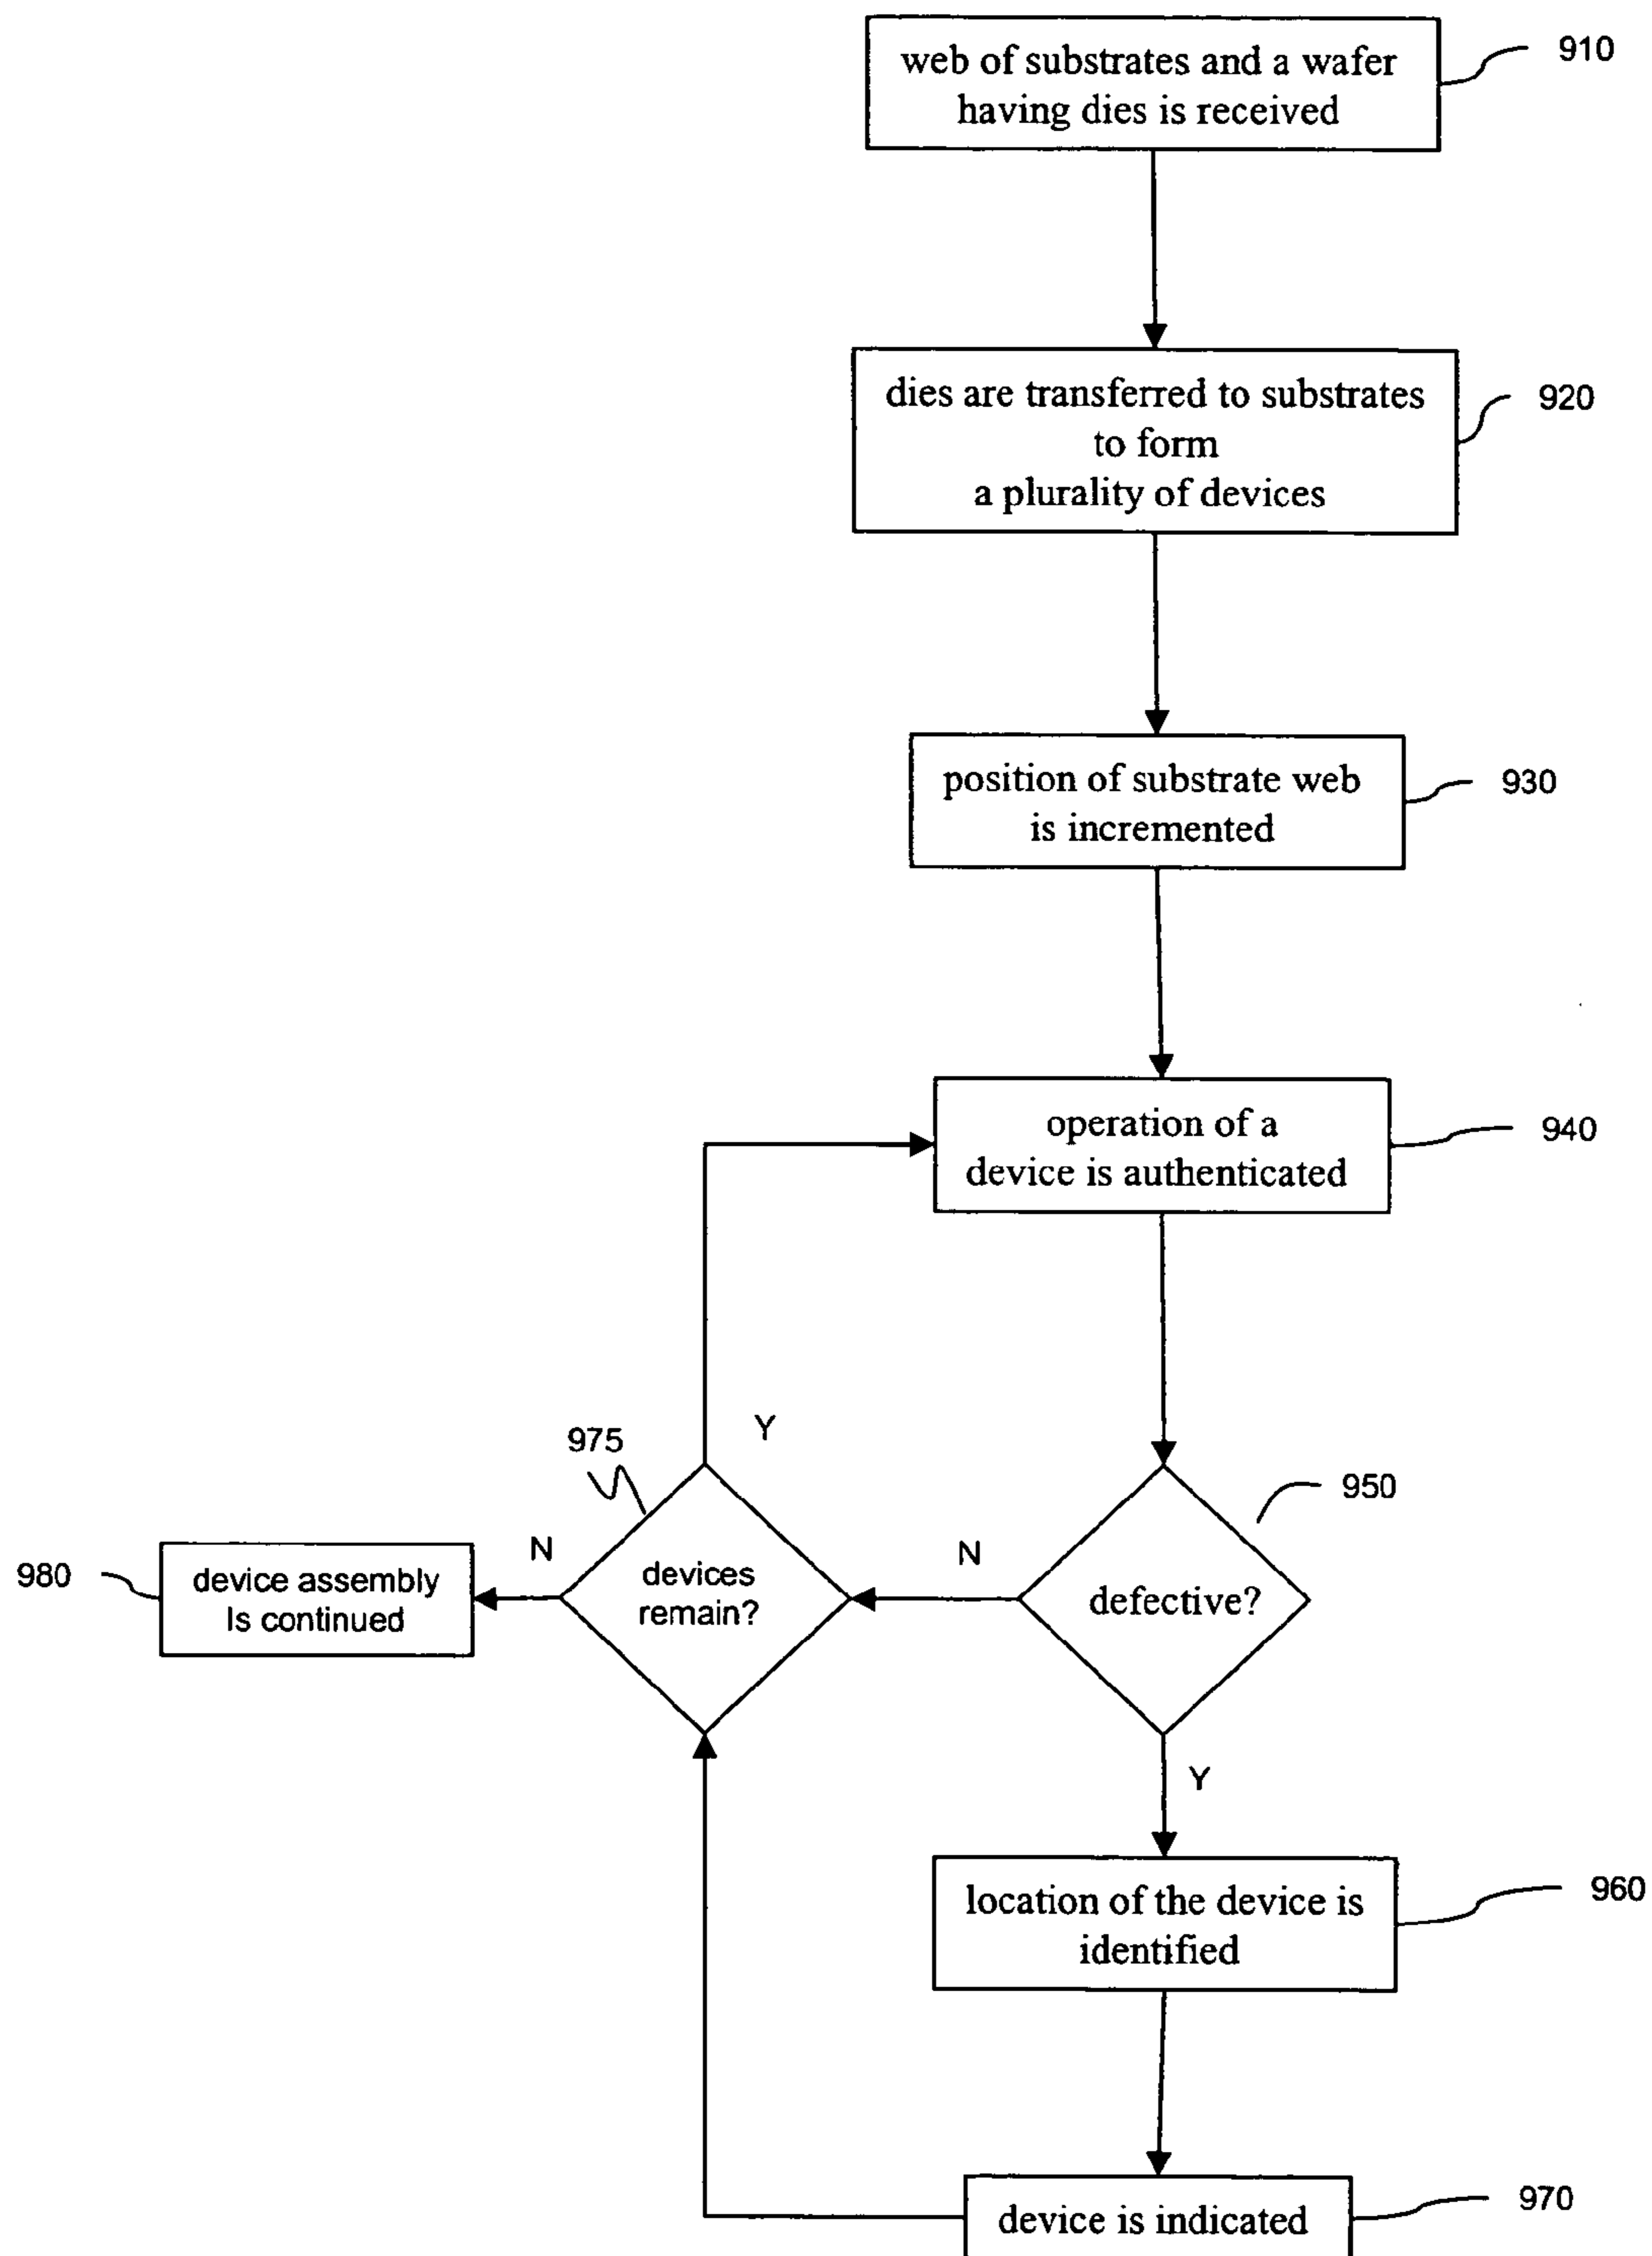 web of substrates and a wafer
having dies is received
910
dies are transferred to substrates
to form
a plurality of devices
920
position of substrate web
is incremented
930
operation of a
device is authenticated
940
Y
975
950
980
device assembly
Is continued
N
devices
remain?
N
defective?
Y
location of the device is
identified
960
device is indicated
970